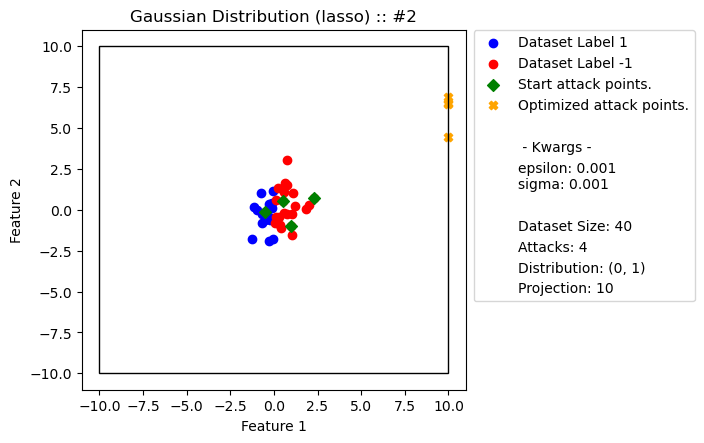 Gaussian Distribution (lasso) :: #2
10.0
7.5
5.0
2.5
0.0
−2.5
−5.0
−7.5
−10.0
Feature 2
−10.0 −7.5 −5.0 −2.5 0.0 2.5 5.0 7.5 10.0
Feature 1
Dataset Label 1
Dataset Label -1
Start attack points.
Optimized attack points.
- Kwargs -
epsilon: 0.001
sigma: 0.001
Dataset Size: 40
Attacks: 4
Distribution: (0, 1)
Projection: 10